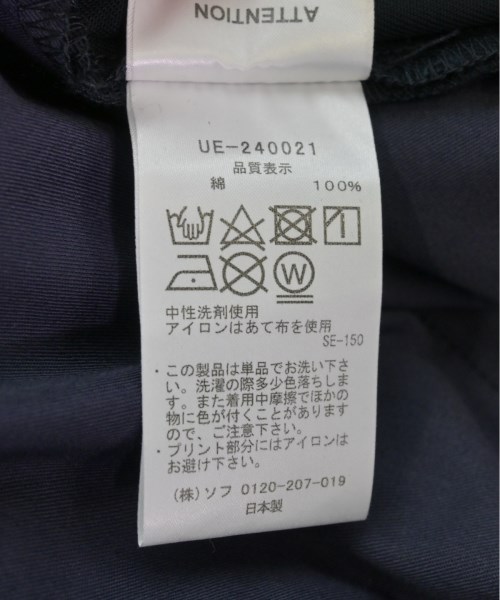 ATTENTION
UE-240021
品質表示
綿 100%
W
中性洗剤使用
アイロンはあて布を使用
SE-150
・この製品は単品でお洗い下さ
い。洗濯の際多少色落ちしま
す。また着用中摩擦でほかの
物に色が付くことがあります
ので、ご注意下さい。
・プリント部分にはアイロンは
お避け下さい。
(株)ソフ 0120-207-019
日本製